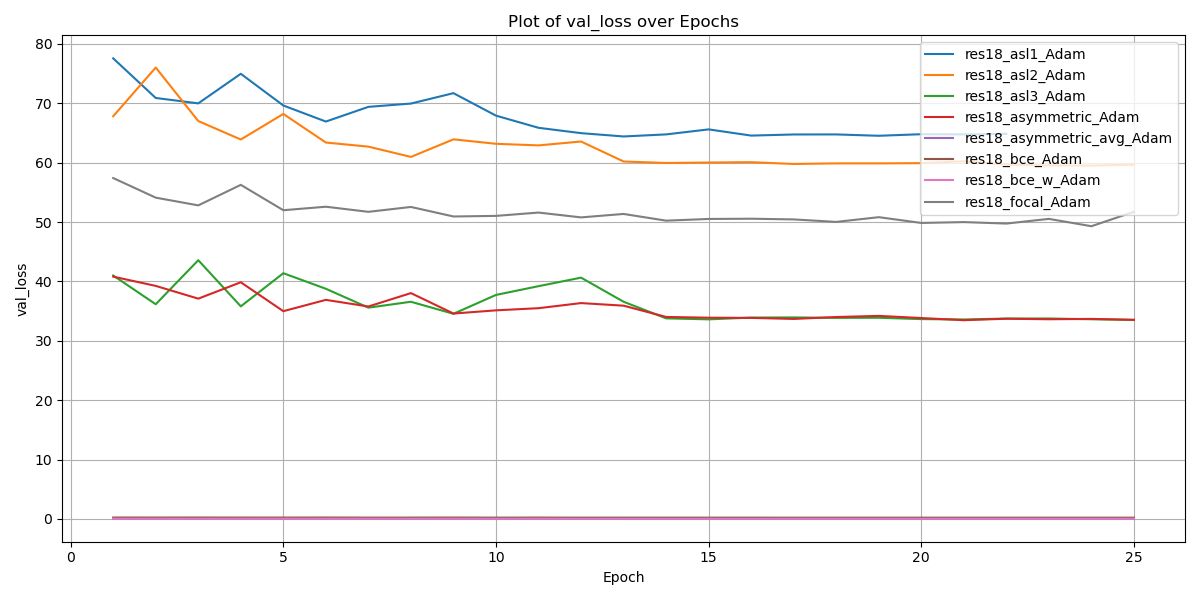 Plot of val_loss over Epochs
80
70
60
50
40
30
20
10
0
val_loss
0
5
10
15
20
25
Epoch
res18_asl1_Adam
res18_asl2_Adam
res18_asl3_Adam
res18_asymmetric_Adam
res18_asymmetric_avg_Adam
res18_bce_Adam
res18_bce_w_Adam
res18_focal_Adam